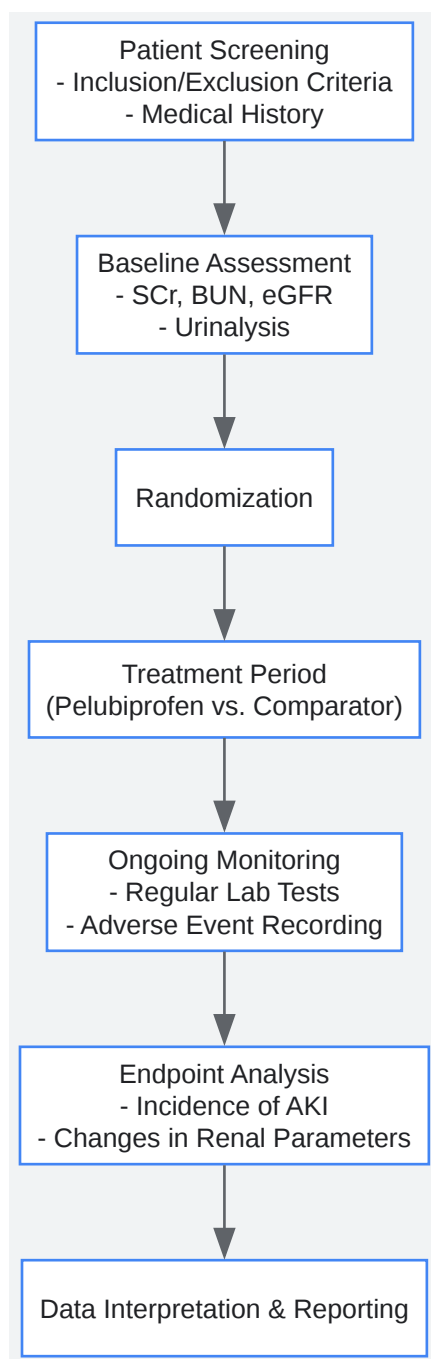 Patient Screening
- Inclusion/Exclusion Criteria
- Medical History
Baseline Assessment
- SCr, BUN, eGFR
- Urinalysis
Randomization
Treatment Period
(Pelubiprofen vs. Comparator)
Ongoing Monitoring
- Regular Lab Tests
- Adverse Event Recording
Endpoint Analysis
- Incidence of AKI
- Changes in Renal Parameters
Data Interpretation & Reporting